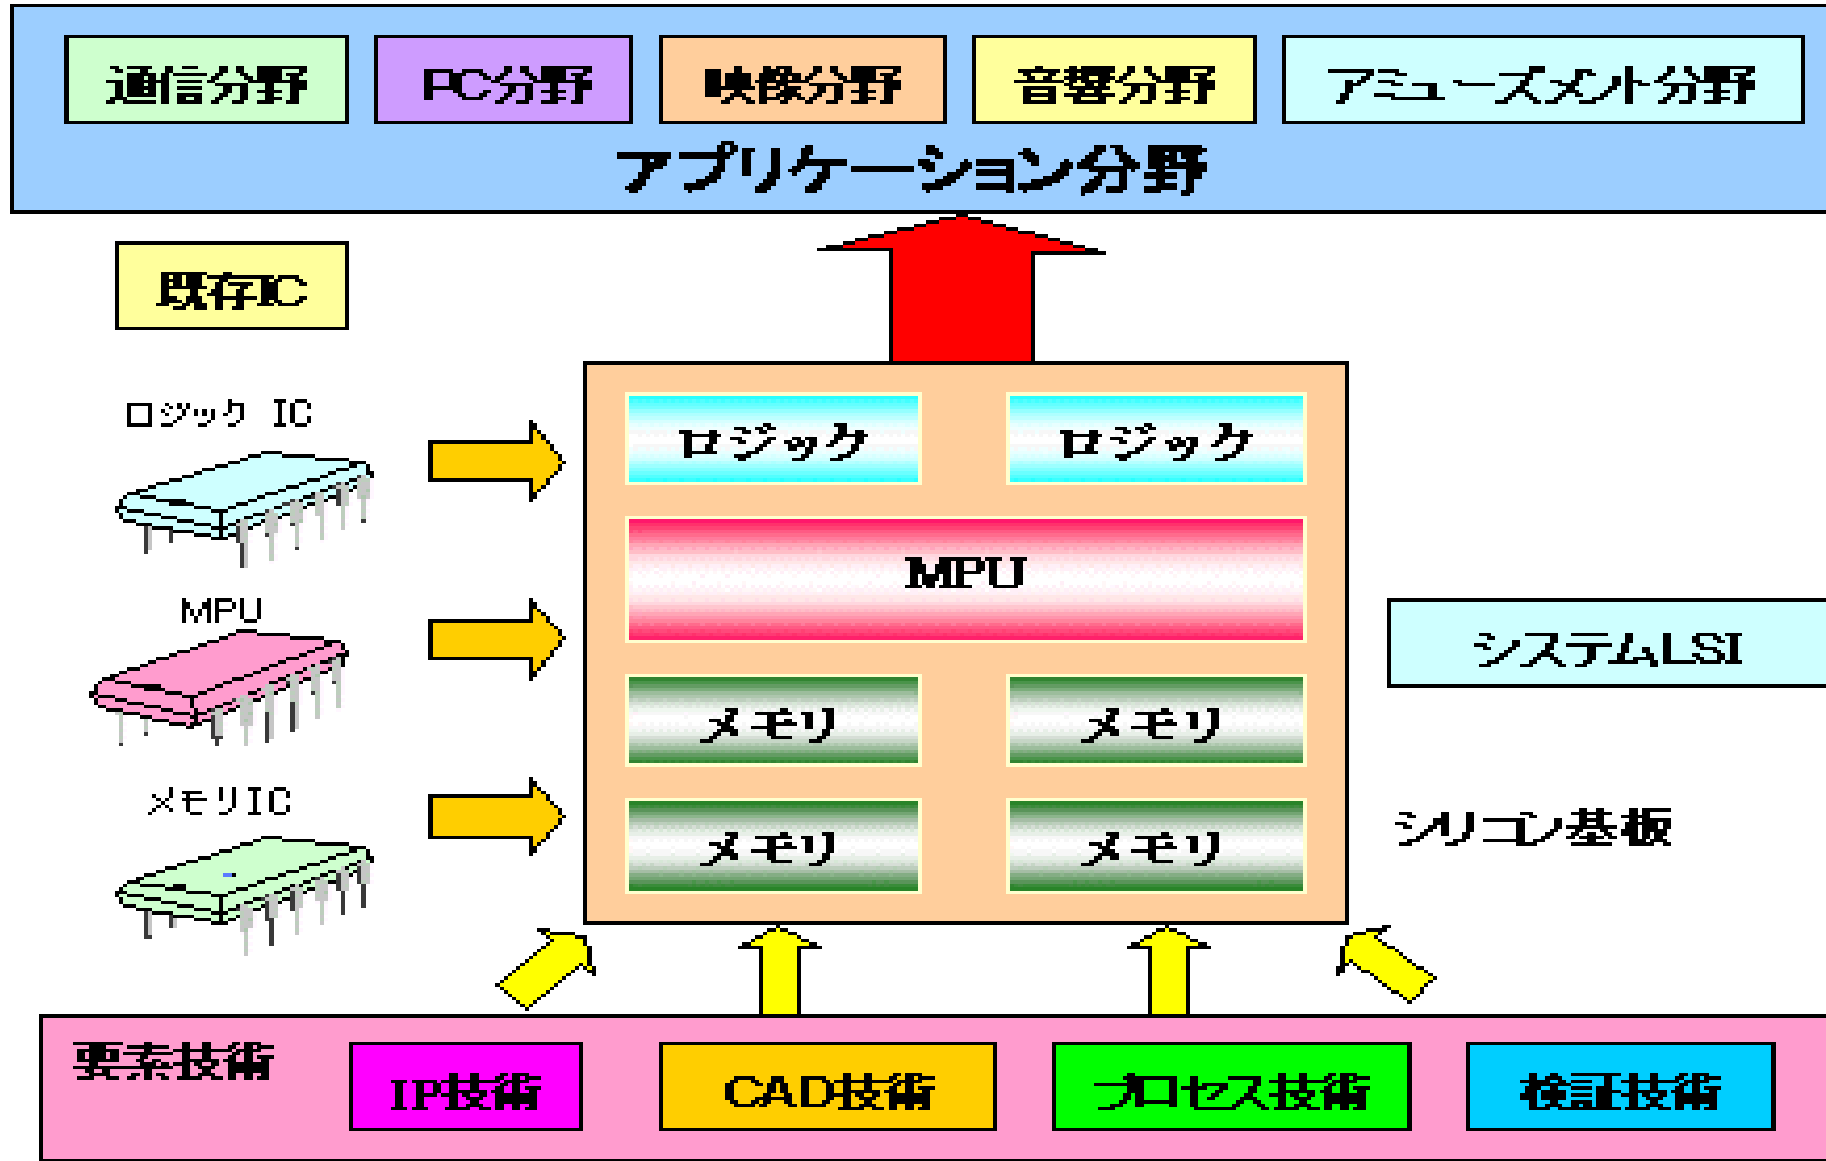 通信分野
PC分野
映像分野
音響分野
アミューズメント分野
アプリケーション分野
既存IC
ロジック IC
MPU
メモリIC
ロジック
ロジック
MPU
メモリ
メモリ
メモリ
メモリ
システムLSI
シリコン基板
要素技術
IP技術
CAD技術
プロセス技術
検証技術